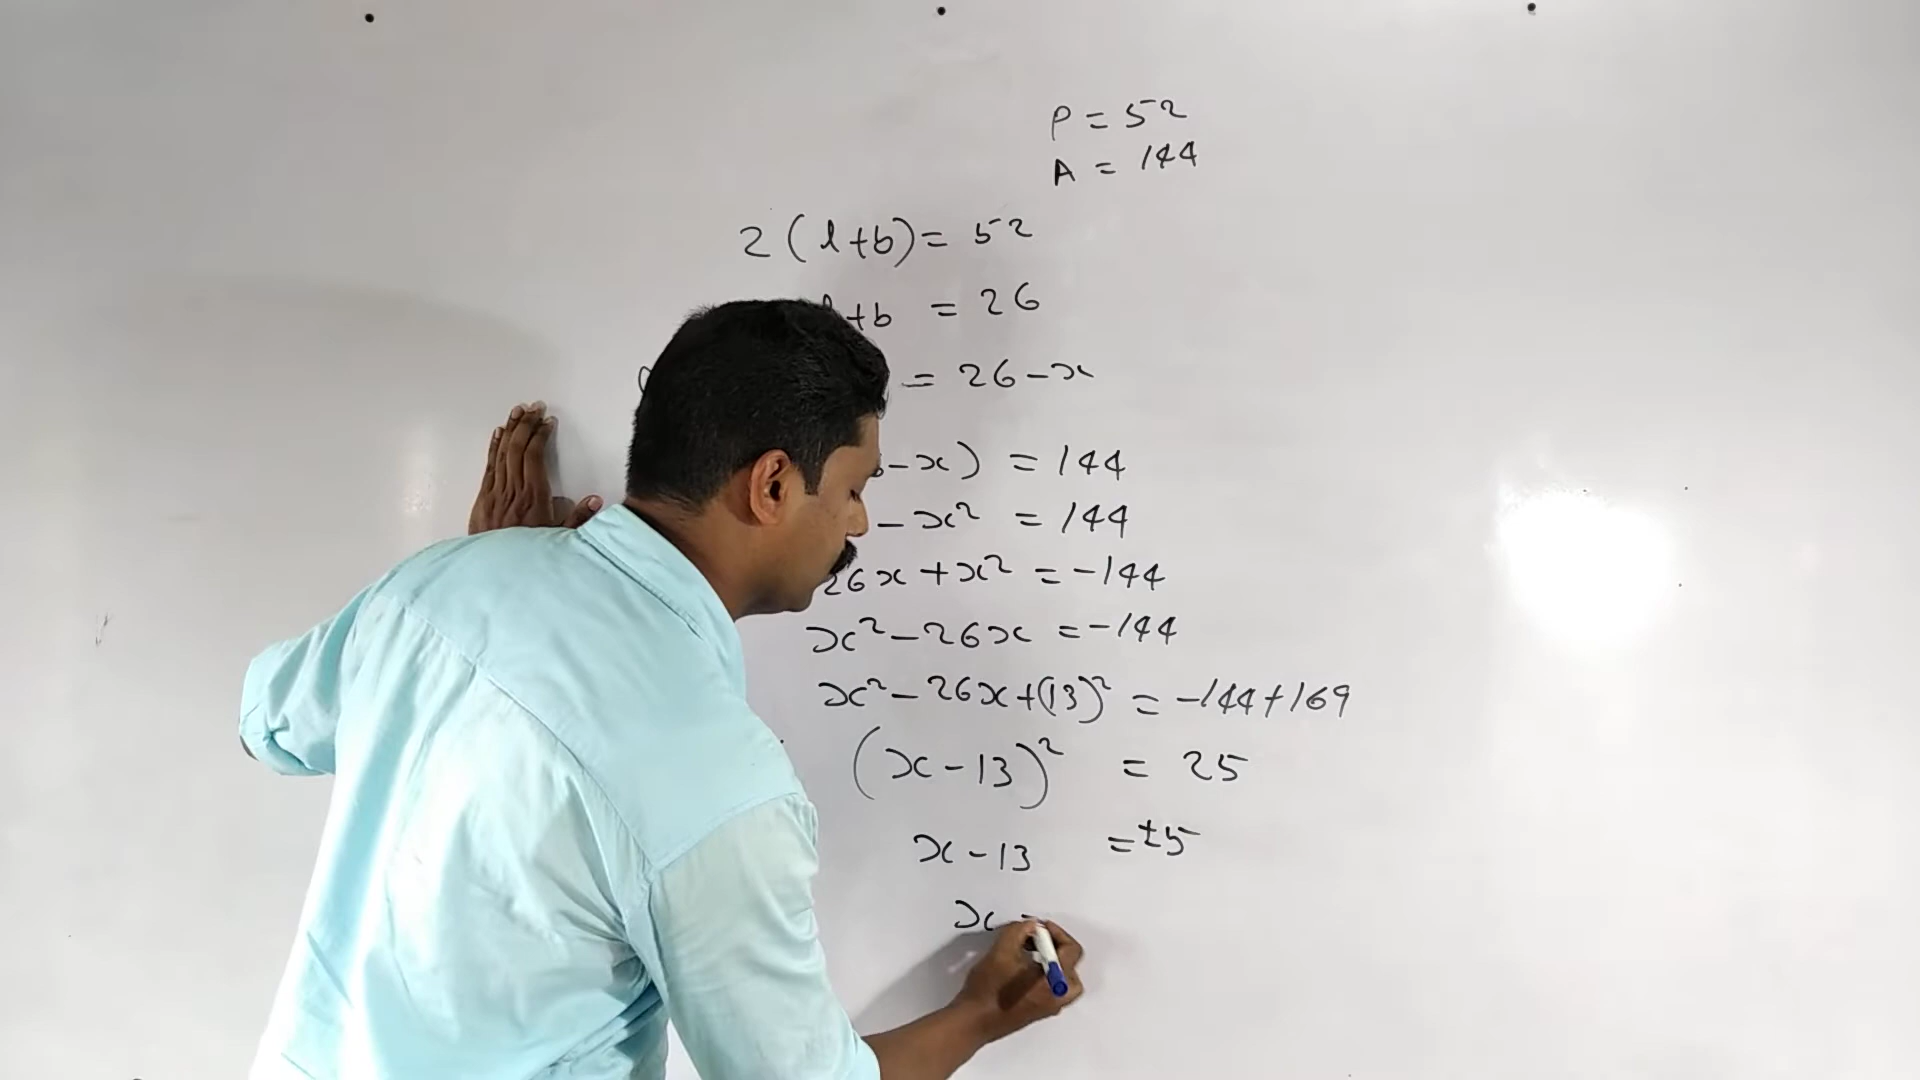 P = 52
A = 144
2 (l+b) = 52
l+b = 26
= 26-x
-x) = 144
- x² = 144
26x + x² = -144
x² - 26x = -144
x² - 26x + (13)² = -144 + 169
(x - 13)² = 25
x - 13 = ±5
x =